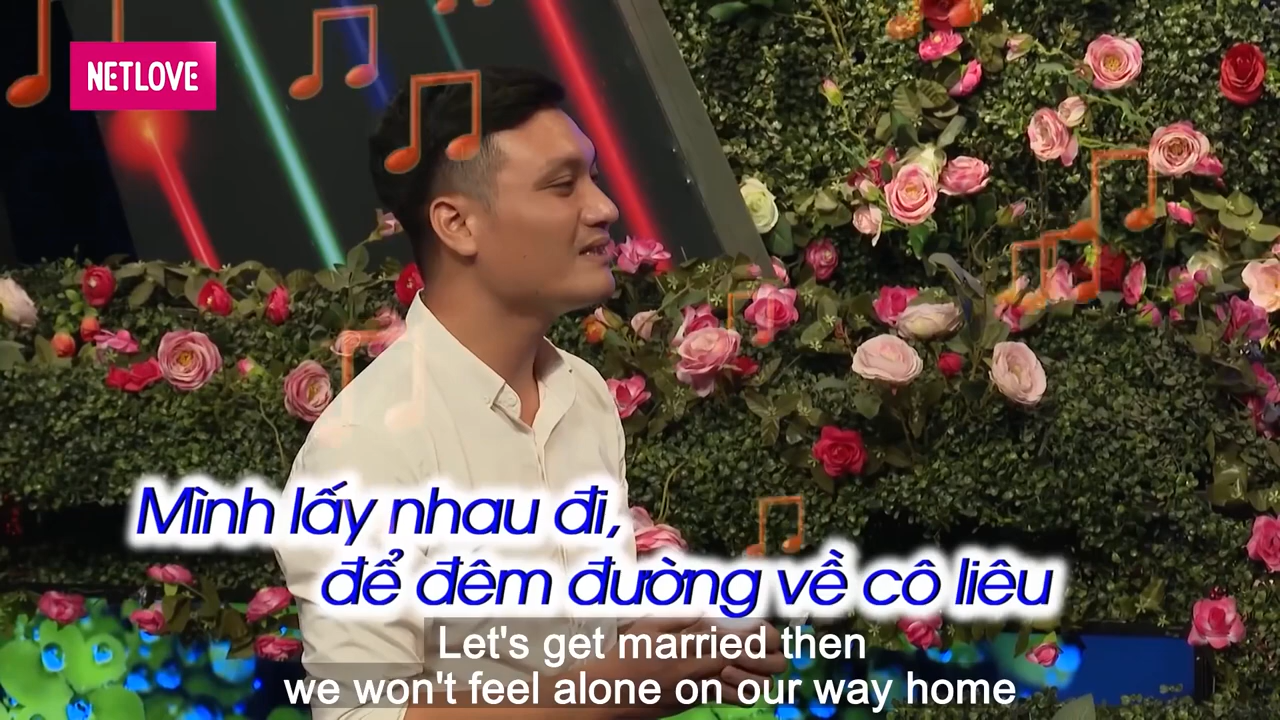 NETLOVE
Mình lấy nhau đi,
để đêm đường về cô liêu
Let's get married then
we won't feel alone on our way home